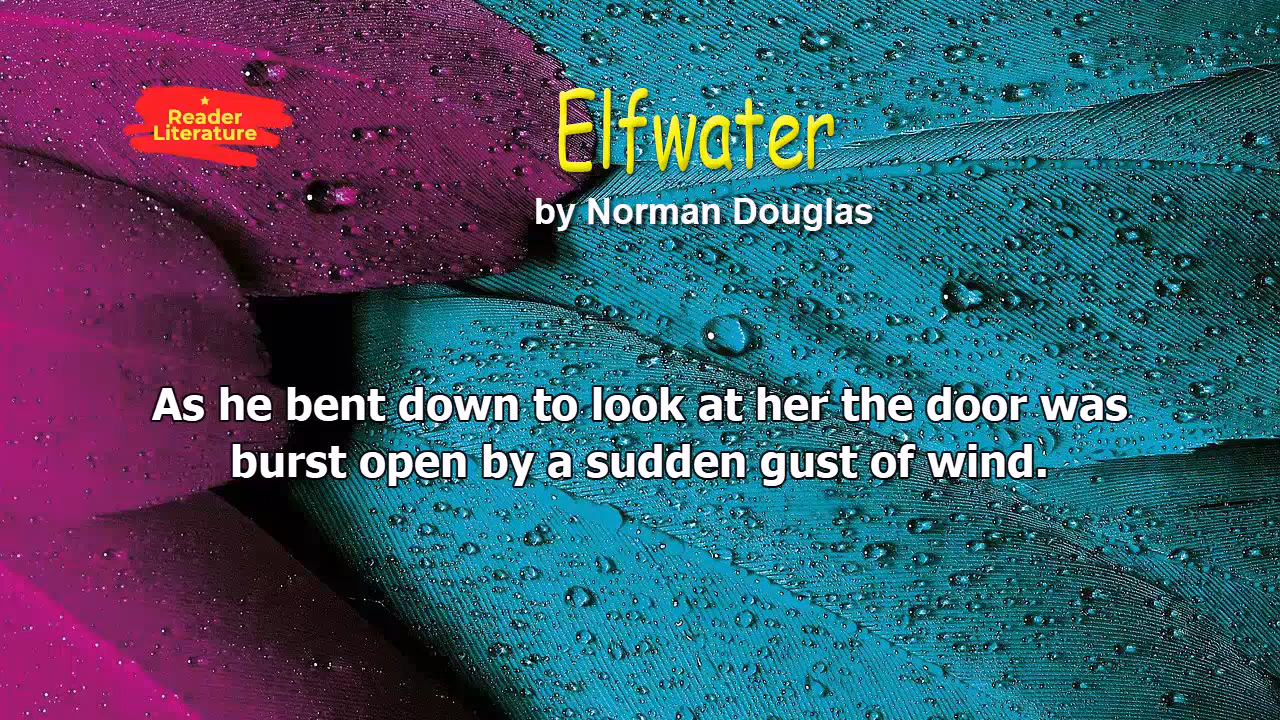 Reader
Literature
Elfwater
by Norman Douglas
As he bent down to look at her the door was
burst open by a sudden gust of wind.